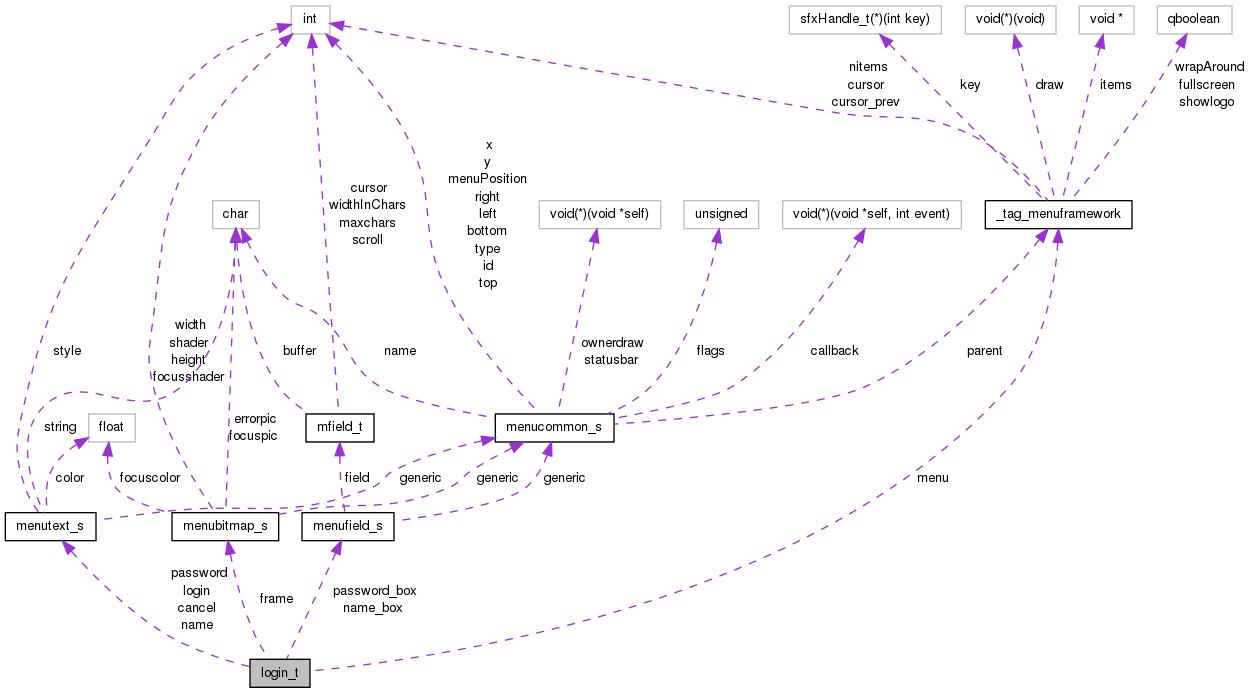 int
sfxHandle_t(*)(int key)
void(*)(void)
void *
qboolean
nitems
cursor
cursor_prev
key
draw
items
wrapAround
fullscreen
showlogo
x
y
menuPosition
right
left
bottom
type
id
top
cursor
widthInChars
maxchars
scroll
char
void(*)(void *self)
unsigned
void(*)(void *self, int event)
_tag_menuframework
style
width
shader
height
focusshader
buffer
name
ownerdraw
statusbar
flags
callback
parent
string
float
errorpic
focuspic
mfield_t
menucommon_s
color
focuscolor
field
generic
generic
generic
menu
menutext_s
menubitmap_s
menufield_s
password
login
cancel
name
frame
password_box
name_box
login_t